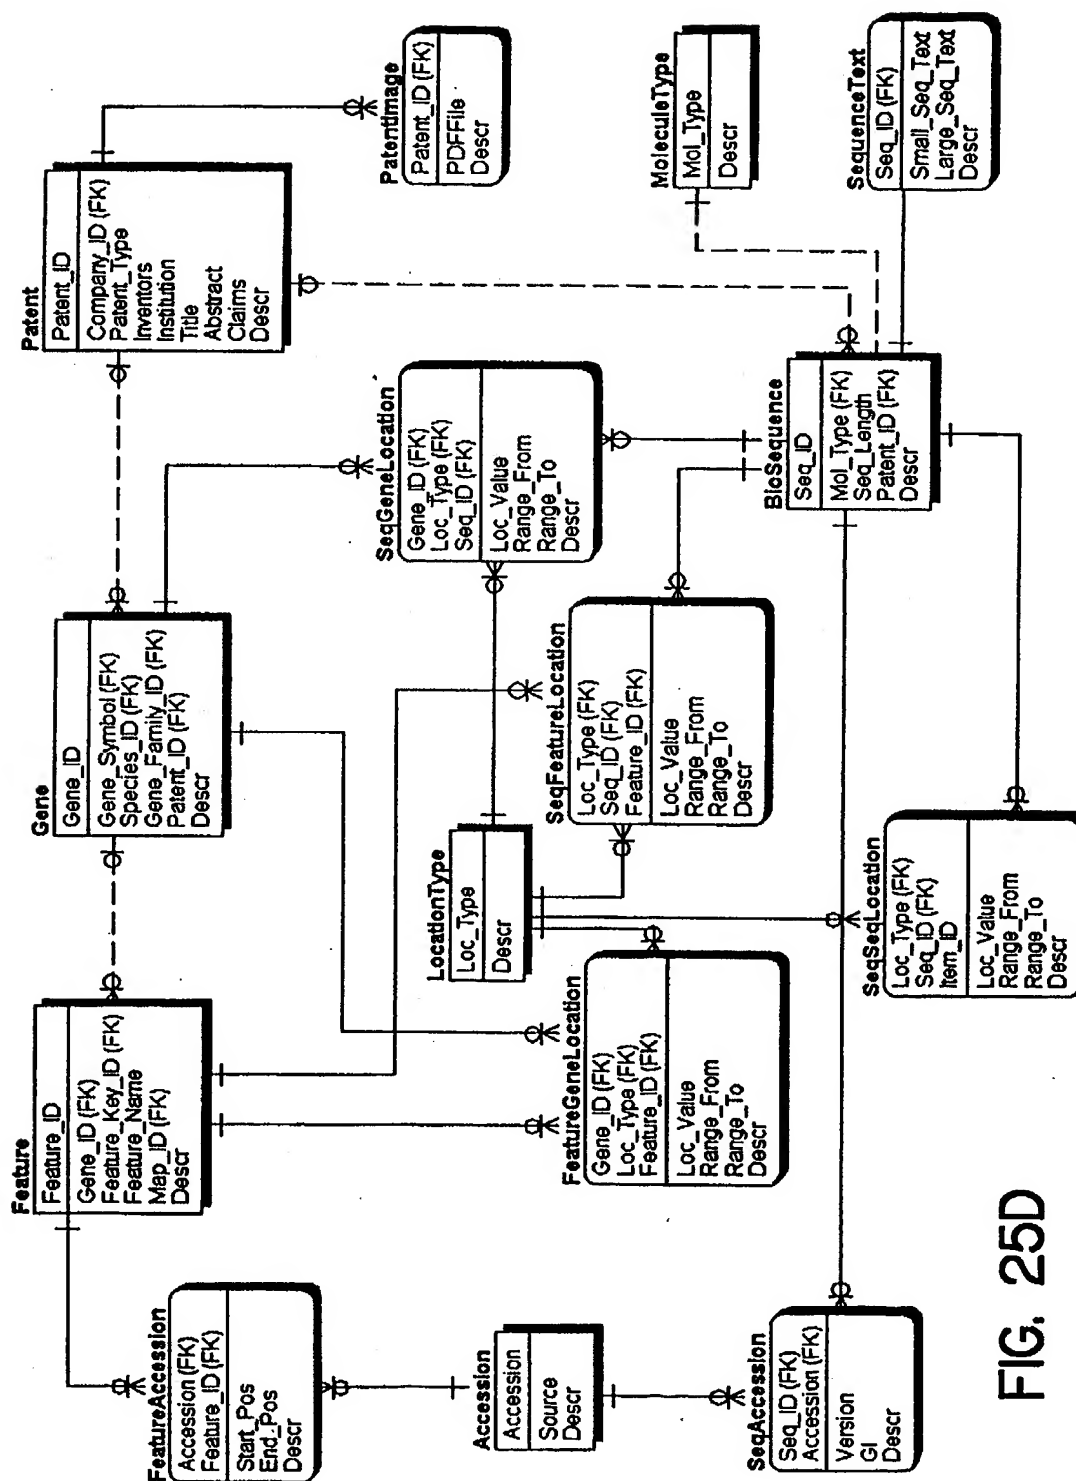 Patent
Patent_ID
Company_ID (FK)
Patent_Type
Inventors
Institution
Title
Abstract
Claims
Descr
PatentImage
Patent_ID (FK)
PDFFile
Descr
MoleculeType
Mol_Type
Descr
SequenceText
Seq_ID (FK)
Small_Seq_Text
Large_Seq_Text
Descr
Gene
Gene_ID
Gene_Symbol (FK)
Species_ID (FK)
Gene_Family_ID (FK)
Patent_ID (FK)
Descr
SeqGeneLocation
Gene_ID (FK)
Loc_Type (FK)
Seq_ID (FK)
Loc_Value
Range_From
Range_To
Descr
BioSequence
Seq_ID
Mol_Type (FK)
Seq_Length
Patent_ID (FK)
Descr
SeqFeatureLocation
Loc_Type (FK)
Seq_ID (FK)
Feature_ID (FK)
Loc_Value
Range_From
Range_To
Descr
LocationType
Loc_Type
Descr
SeqSeqLocation
Loc_Type (FK)
Seq_ID (FK)
Item_ID
Loc_Value
Range_From
Range_To
Descr
Feature
Feature_ID
Gene_ID (FK)
Feature_Key_ID (FK)
Feature_Name
Map_ID (FK)
Descr
FeatureGeneLocation
Gene_ID (FK)
Loc_Type (FK)
Feature_ID (FK)
Loc_Value
Range_From
Range_To
Descr
FeatureAccession
Accession (FK)
Feature_ID (FK)
Start_Pos
End_Pos
Descr
Accession
Accession
Source
Descr
SeqAccession
Seq_ID (FK)
Accession (FK)
Version
GI
Descr
FIG. 25D